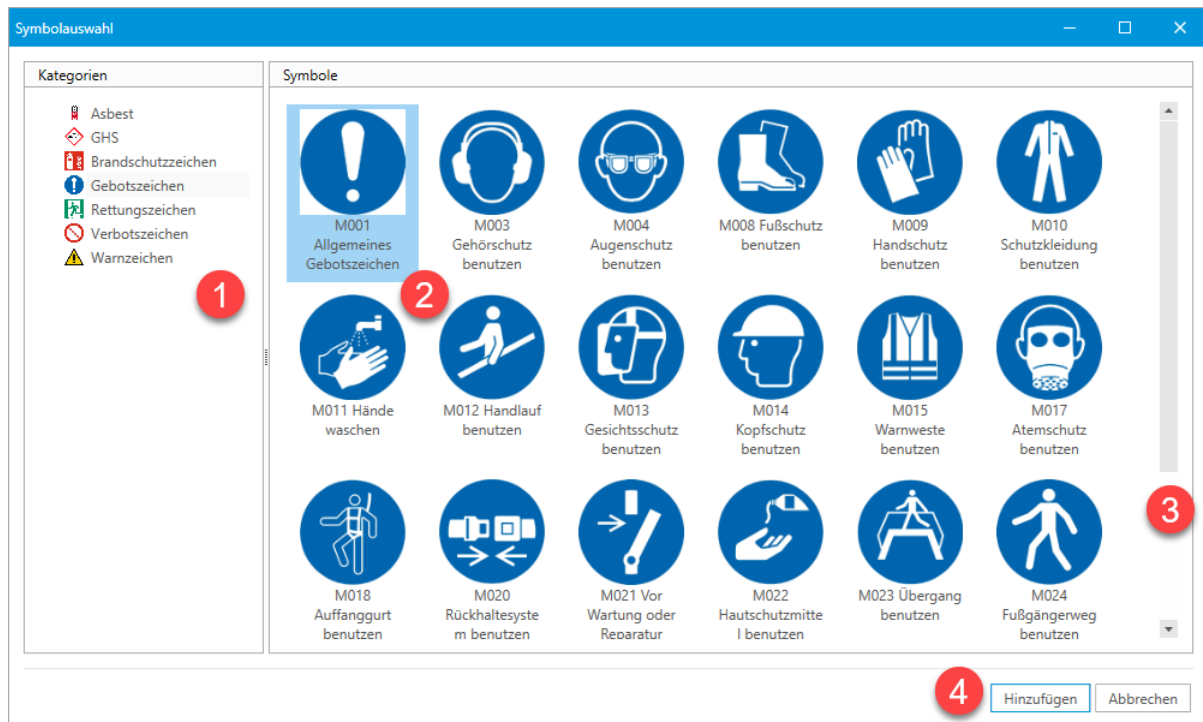 Symbolauswahl
Kategorien
Asbest
GHS
Brandschutzzeichen
Gebotszeichen
Rettungszeichen
Verbotszeichen
Warnzeichen
1
Symbole
M001
Allgemeines
Gebotszeichen
M003
Gehörschutz
benutzen
M004
Augenschutz
benutzen
M008 Fußschutz
benutzen
M009
Handschutz
benutzen
M010
Schutzkleidung
benutzen
2
M011 Hände
waschen
M012 Handlauf
benutzen
M013
Gesichtsschutz
benutzen
M014
Kopfschutz
benutzen
M015
Warnweste
benutzen
M017
Atemschutz
benutzen
3
M018
Auffanggurt
benutzen
M020
Rückhaltesyste
m benutzen
M021 Vor
Wartung oder
Reparatur
M022
Hautschutzmitte
l benutzen
M023 Übergang
benutzen
M024
Fußgängerweg
benutzen
4
Hinzufügen
Abbrechen